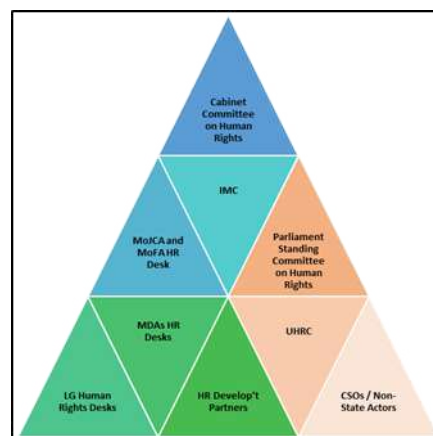 Cabinet
Committee
on Human
Rights
IMC
MoJCA and
MoFA HR
Desk
Parliament
Standing
Committee
on Human
Rights
MDAs HR
Desks
UHRC
LG Human
Rights Desks
HR Develop't
Partners
CSOs / Non-
State Actors